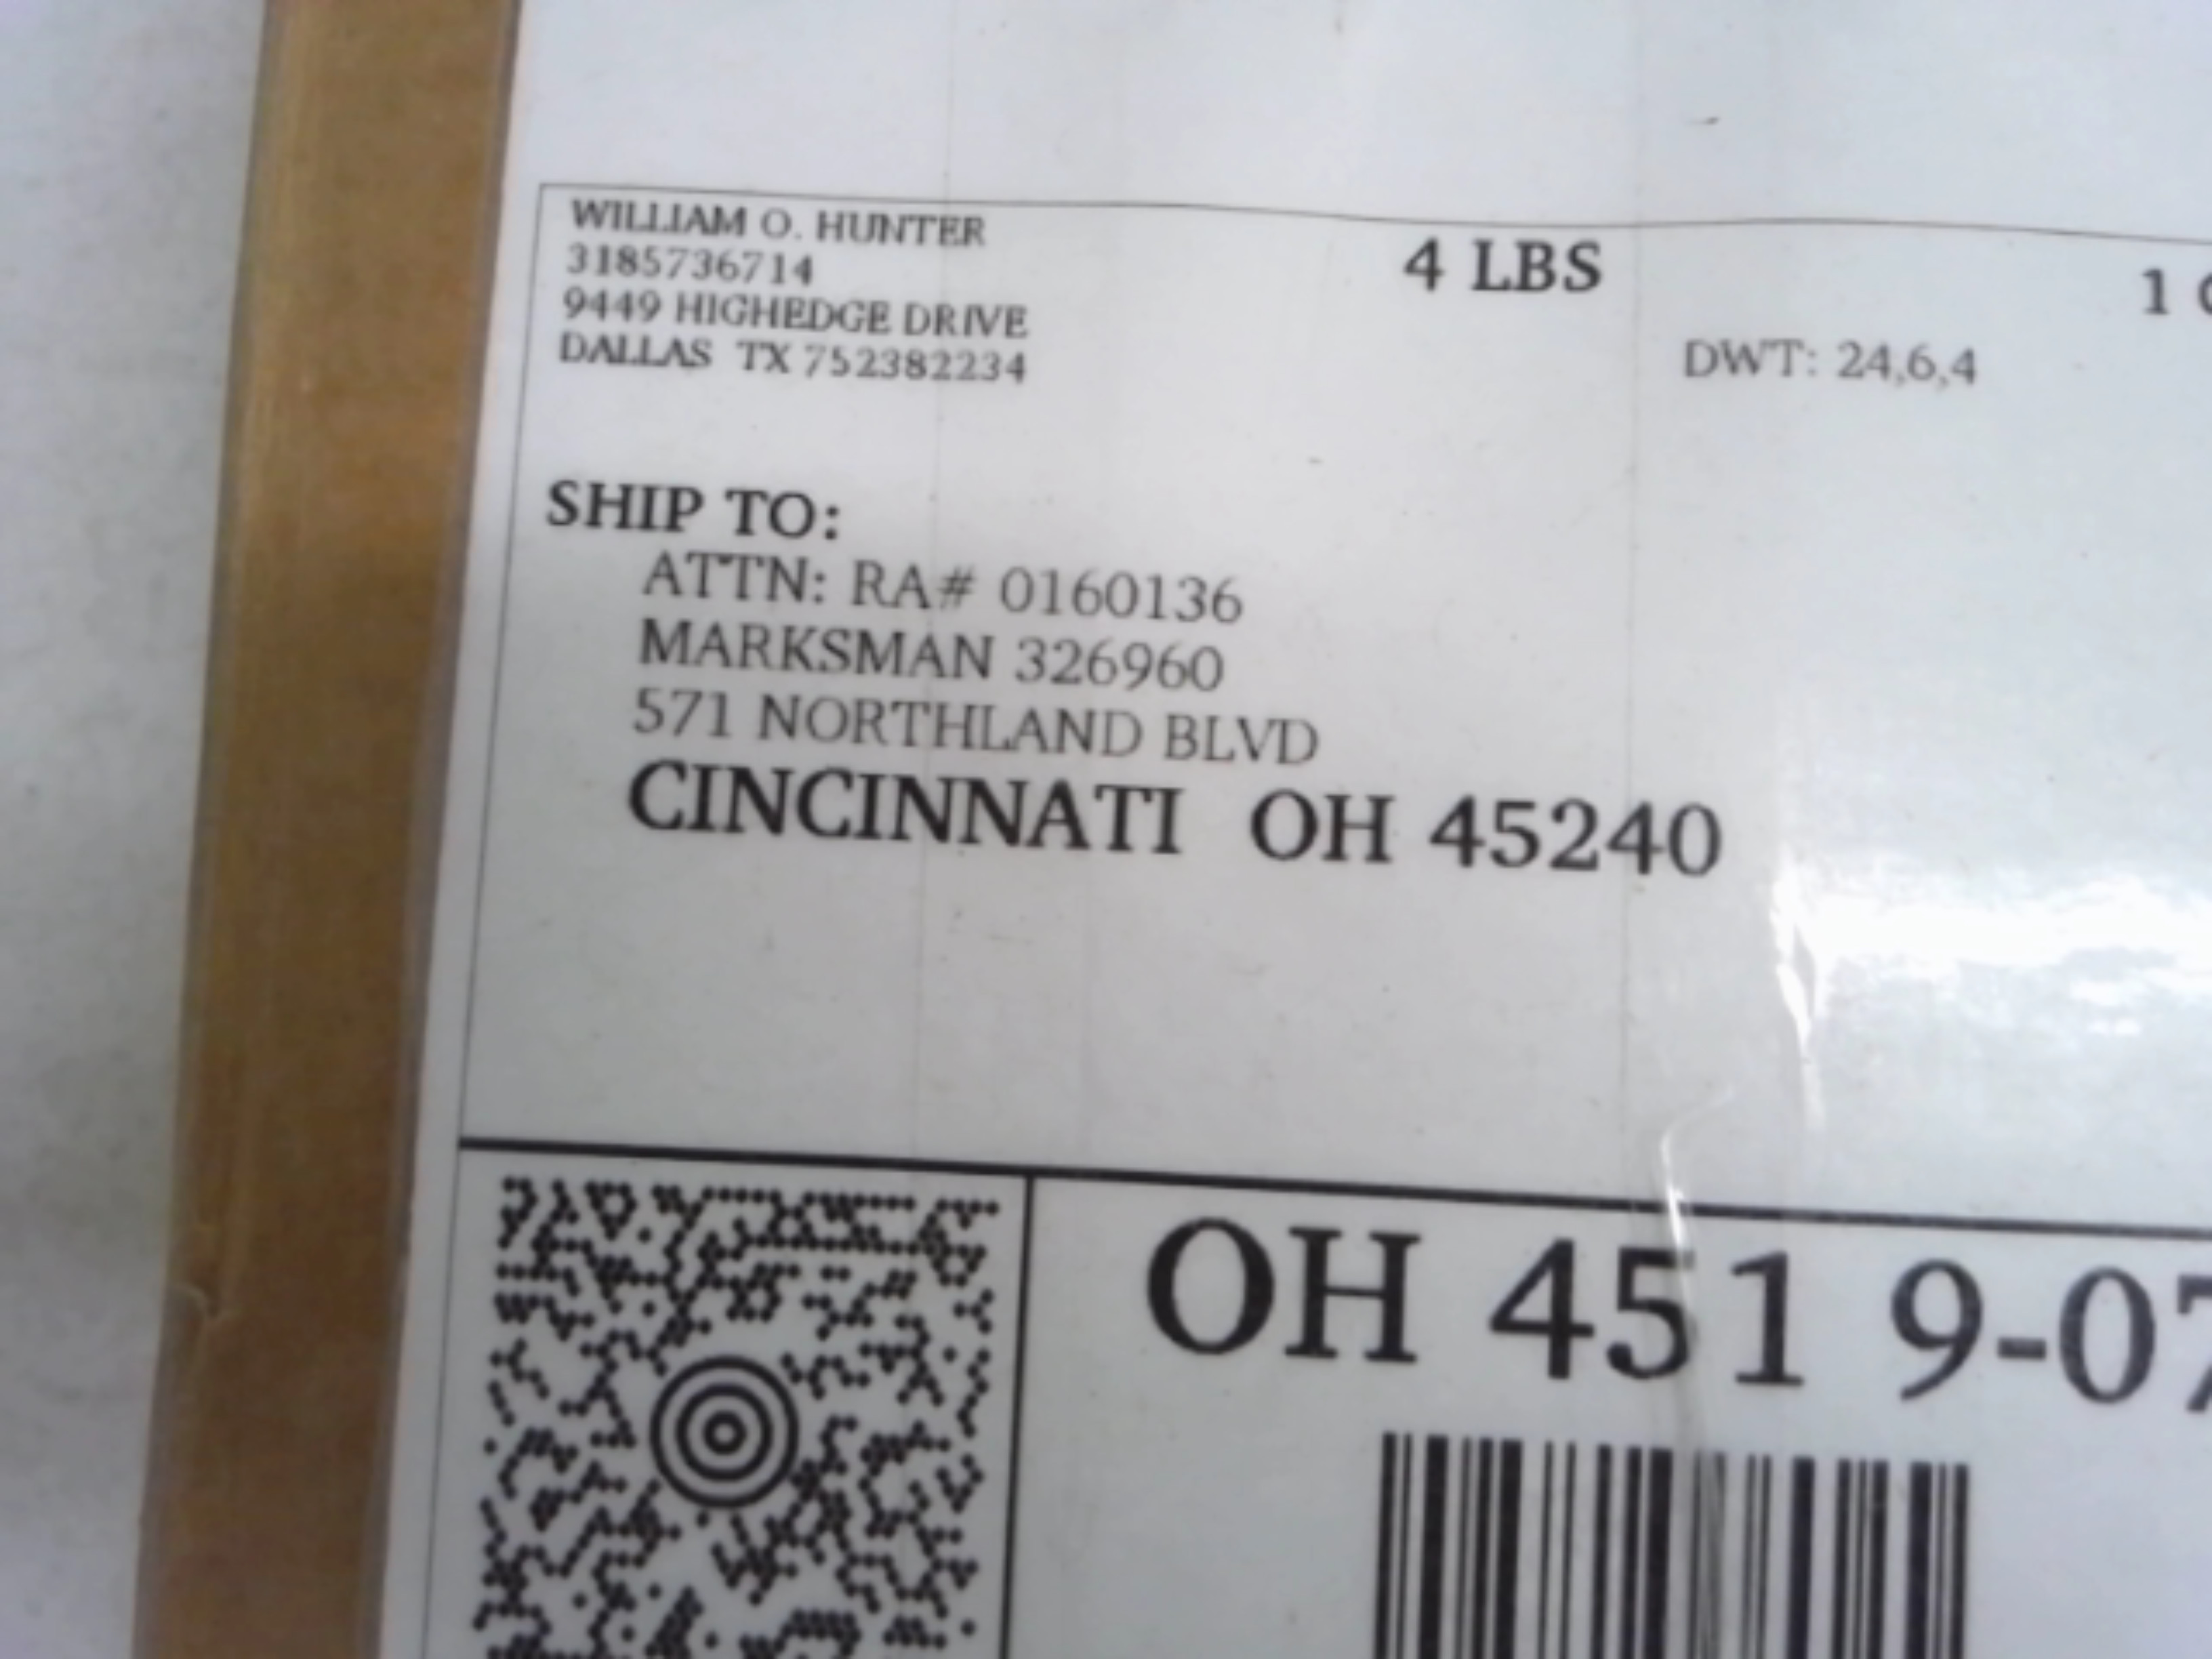 WILLIAM O. HUNTER
3185736714
9449 HIGHEDGE DRIVE
DALLAS TX 752382234
4 LBS
1
DWT: 24,6,4
SHIP TO:
ATTN: RA# 0160136
MARKSMAN 326960
571 NORTHLAND BLVD
CINCINNATI OH 45240
OH 451 9-07